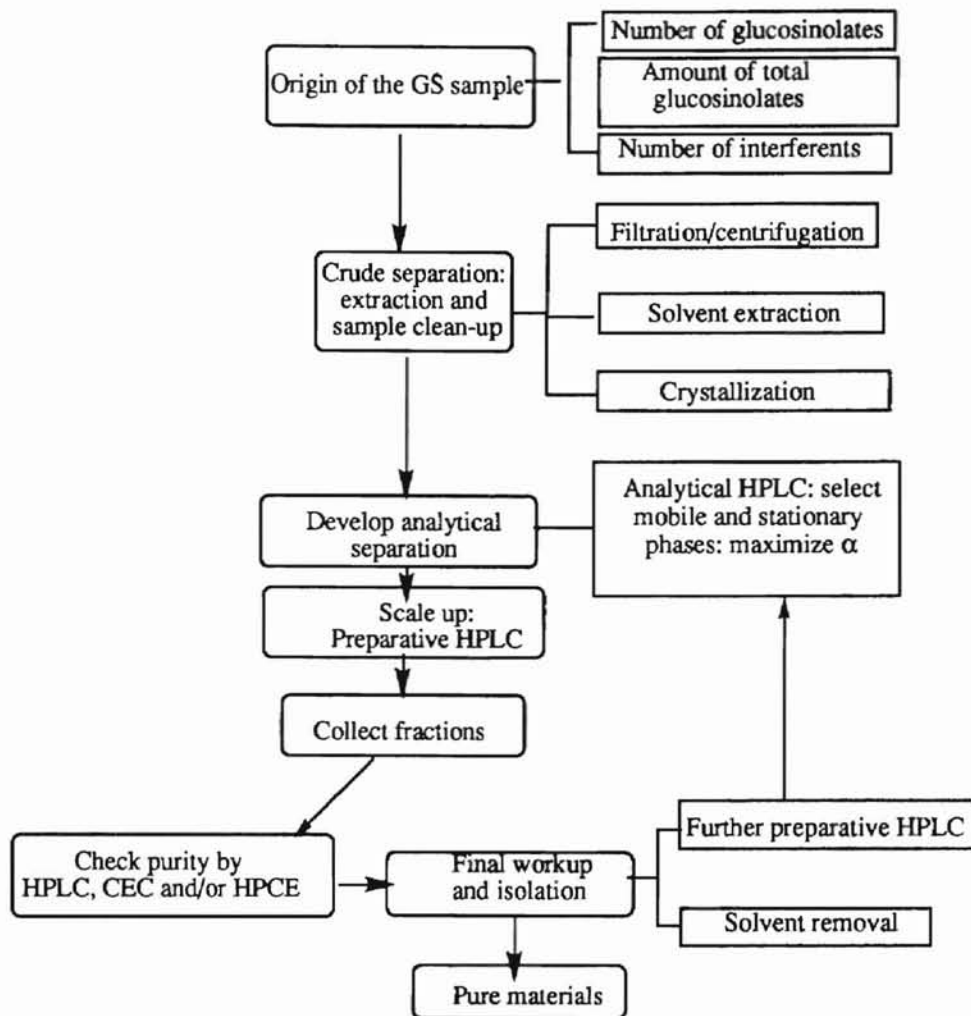 Number of glucosinolates
Origin of the GS sample
Amount of total
glucosinolates
Number of interferents
Filtration/centrifugation
Crude separation:
extraction and
sample clean-up
Solvent extraction
Crystallization
Analytical HPLC: select
mobile and stationary
phases: maximize α
Develop analytical
separation
Scale up:
Preparative HPLC
Collect fractions
Further preparative HPLC
Check purity by
HPLC, CEC and/or HPCE
Final workup
and isolation
Solvent removal
Pure materials